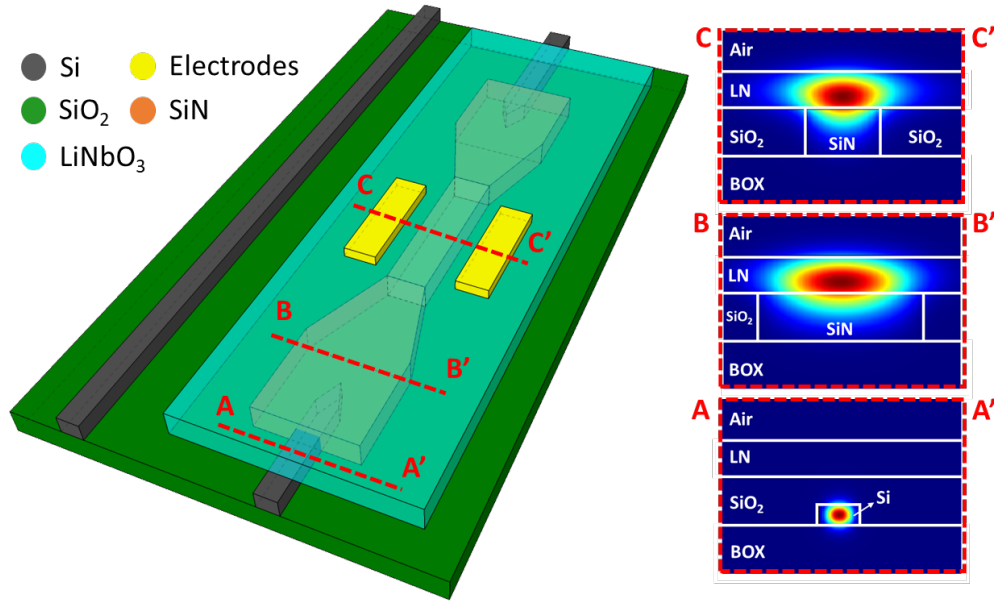 Si
Electrodes
SiO₂
SiN
LiNbO₃
C
C'
B
B'
A
A'
C
C'
Air
LN
SiO₂
SiN
SiO₂
BOX
B
B'
Air
LN
SiO₂
SiN
BOX
A
A'
Air
LN
SiO₂
Si
BOX